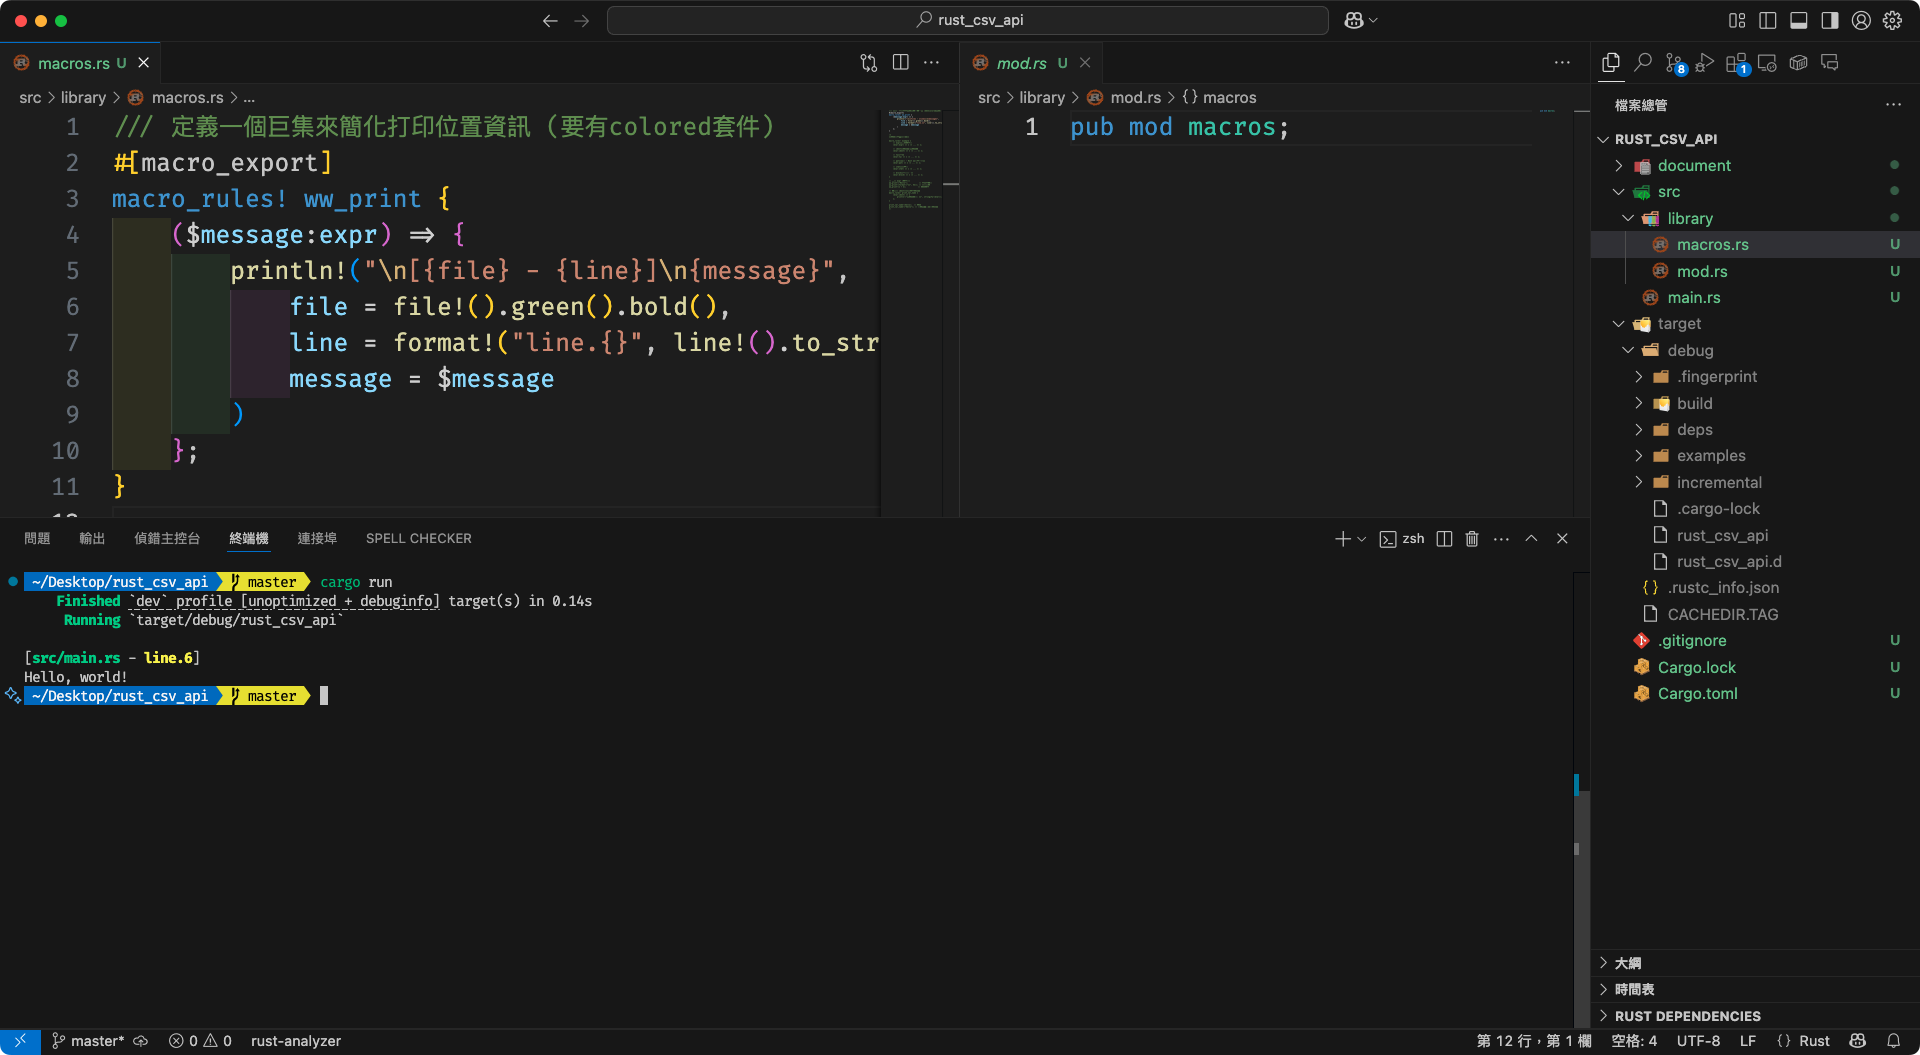 rust_csv_api
macros.rs U
src > library > macros.rs > ...
1 /// 定義一個巨集來簡化打印位置資訊 (要有colored套件)
2 #[macro_export]
3 macro_rules! ww_print {
4 ($message:expr) => {
5 println!("\n[{file} - {line}]\n{message}",
6 file = file!().green().bold(),
7 line = format!("line.{}", line!().to_str
8 message = $message
9 )
10 };
11 }
mod.rs U
src > library > mod.rs > {} macros
1 pub mod macros;
問題 輸出 偵錯主控台 終端機 連接埠 SPELL CHECKER
zsh
~/Desktop/rust_csv_api master cargo run
Finished `dev` profile [unoptimized + debuginfo] target(s) in 0.14s
Running `target/debug/rust_csv_api`
[src/main.rs - line.6]
Hello, world!
~/Desktop/rust_csv_api master
8
1
檔案總管
RUST_CSV_API
document
src
library
macros.rs U
mod.rs U
main.rs U
target
debug
.fingerprint
build
deps
examples
incremental
.cargo-lock
rust_csv_api
rust_csv_api.d
.rustc_info.json
CACHEDIR.TAG
.gitignore U
Cargo.lock U
Cargo.toml U
大綱
時間表
RUST DEPENDENCIES
master* 0 0 rust-analyzer
第 12 行，第 1 欄 空格: 4 UTF-8 LF {} Rust